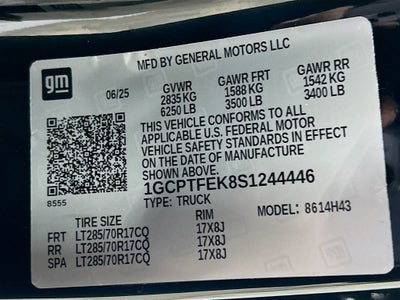 gm
MFD BY GENERAL MOTORS LLC
06/25 GVWR GAWR FRT GAWR RR
2835 KG 1588 KG 1542 KG
6250 LB 3500 LB 3400 LB
THIS VEHICLE CONFORMS TO ALL
APPLICABLE U.S. FEDERAL MOTOR
VEHICLE SAFETY STANDARDS IN EFFECT
ON THE DATE OF MANUFACTURE
SHOWN ABOVE.
8555 1GCPTFEK8S1244446
TYPE: TRUCK
TIRE SIZE RIM MODEL: 8614H43
FRT LT285/70R17CQ 17X8J
RR LT285/70R17CQ 17X8J
SPA LT285/70R17CQ 17X8J